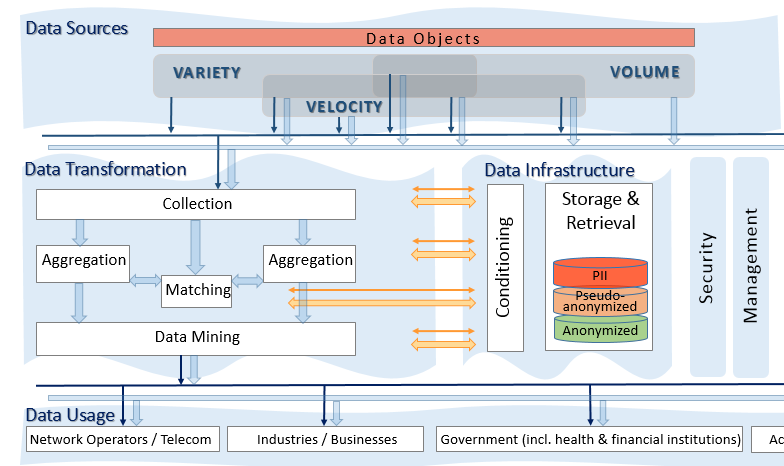 Data Sources
Data Objects
VARIETY
VOLUME
VELOCITY
Data Transformation
Data Infrastructure
Collection
Aggregation
Aggregation
Matching
Data Mining
Conditioning
Storage &
Retrieval
PII
Pseudo-
anonymized
Anonymized
Security
Management
Data Usage
Network Operators / Telecom
Industries / Businesses
Government (incl. health & financial institutions)
Ac